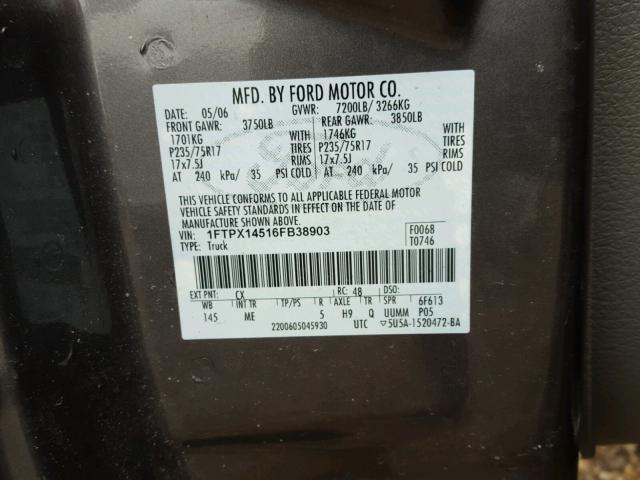 MFD. BY FORD MOTOR CO.
DATE: 05/06 GVWR: 7200LB/ 3266KG
FRONT GAWR: 3750LB REAR GAWR: 3850LB
1701KG WITH 1746KG WITH
P235/75R17 TIRES P235/75R17 TIRES
17x7.5J RIMS 17x7.5J RIMS
AT 240 kPa/ 35 PSI COLD AT 240 kPa/ 35 PSI COLD
THIS VEHICLE CONFORMS TO ALL APPLICABLE FEDERAL MOTOR
VEHICLE SAFETY STANDARDS IN EFFECT ON THE DATE OF
MANUFACTURE SHOWN ABOVE.
VIN: 1FTPX14516FB38903 F0068
TYPE: Truck T0746
EXT PNT: CX RC: 48 DSO:
WB INT TR TP/PS R AXLE TR SPR 6F613
145 ME 5 H9 Q UUMM P05
2200605045930 UTC 5U5A-1520472-BA